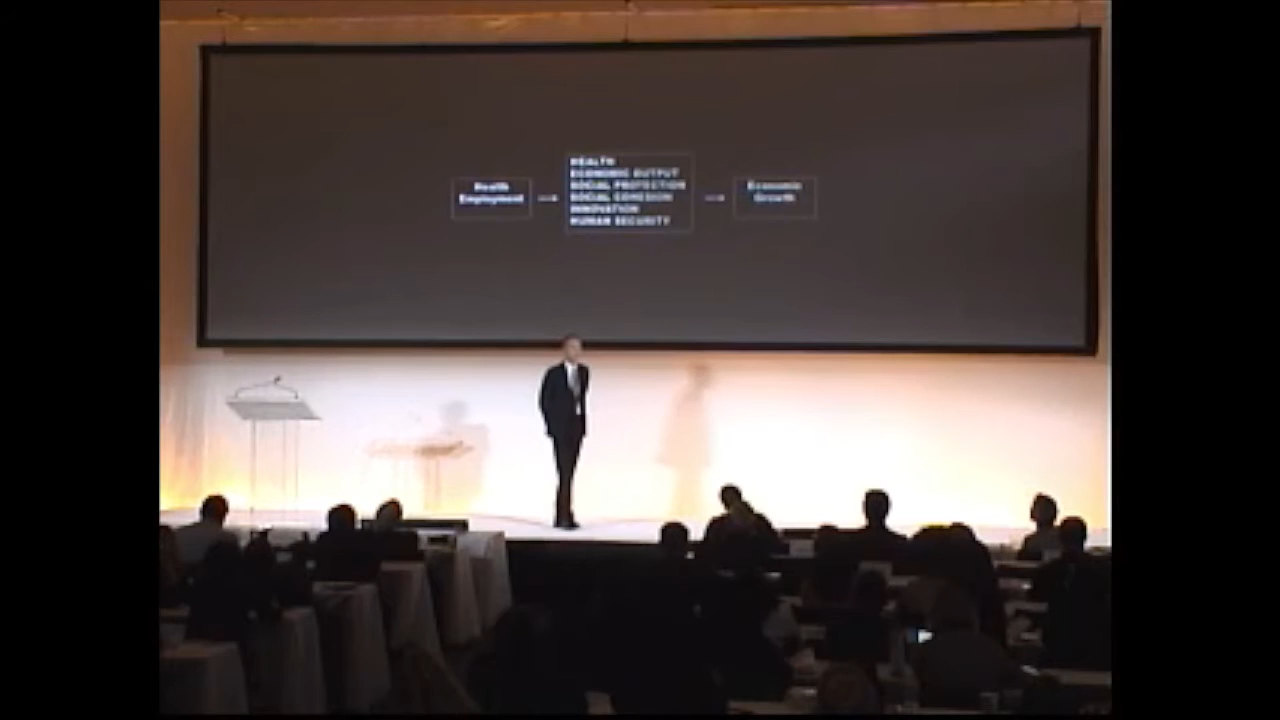 Health
Employment
HEALTH
ECONOMIC OUTPUT
SOCIAL PROTECTION
SOCIAL COHESION
INNOVATION
HUMAN SECURITY
Economic
Growth